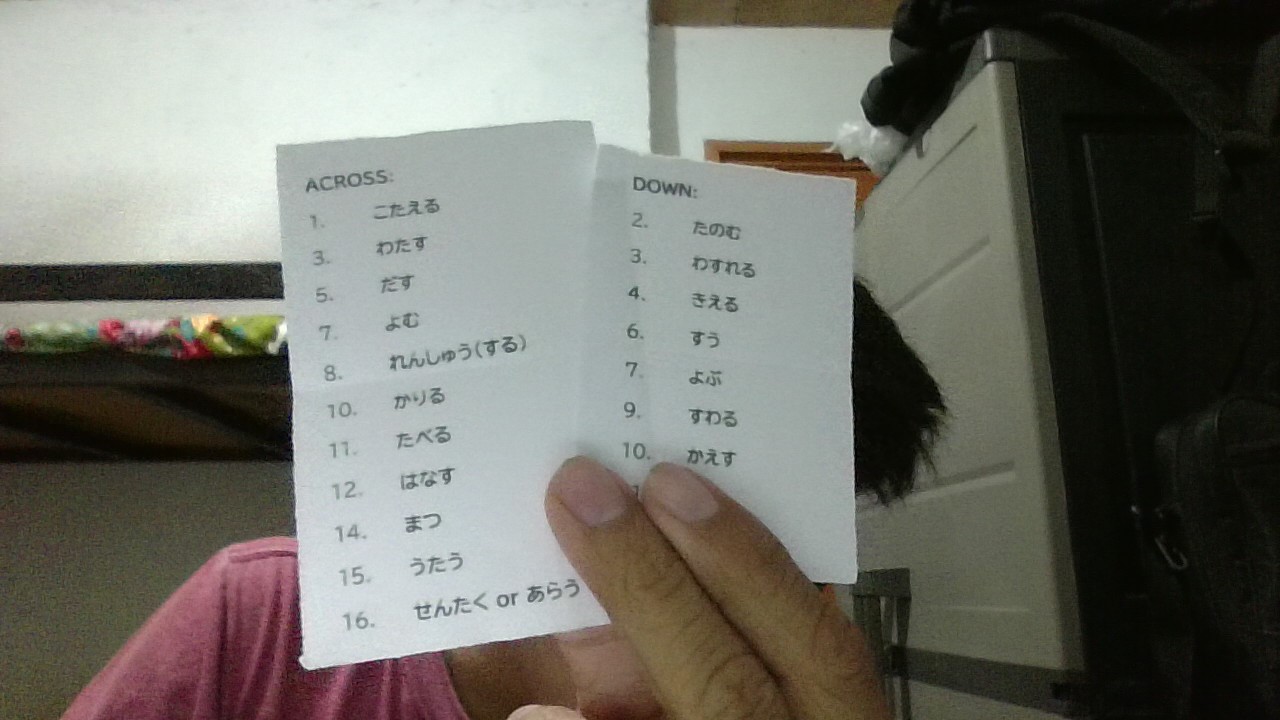 ACROSS:
1. こたえる
3. わたす
5. だす
7. よむ
8. れんしゅう(する)
10. かりる
11. たべる
12. はなす
14. まつ
15. うたう
16. せんたく or あらう
DOWN:
2. たのむ
3. わすれる
4. きえる
6. すう
7. よぶ
9. すわる
10. かえす